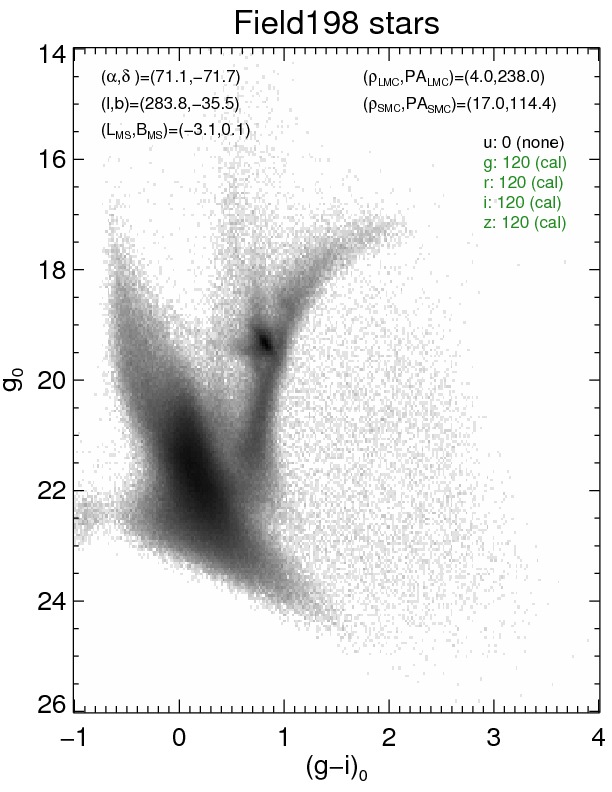 Field198 stars
(α,δ )=(71.1,−71.7)
(ρLMC,PALMC)=(4.0,238.0)
(l,b)=(283.8,−35.5)
(ρSMC,PASMC)=(17.0,114.4)
(LMS,BMS)=(−3.1,0.1)
u: 0 (none)
g: 120 (cal)
r: 120 (cal)
i: 120 (cal)
z: 120 (cal)
14
16
18
20
22
24
26
g0
−1 0 1 2 3 4
(g−i)0